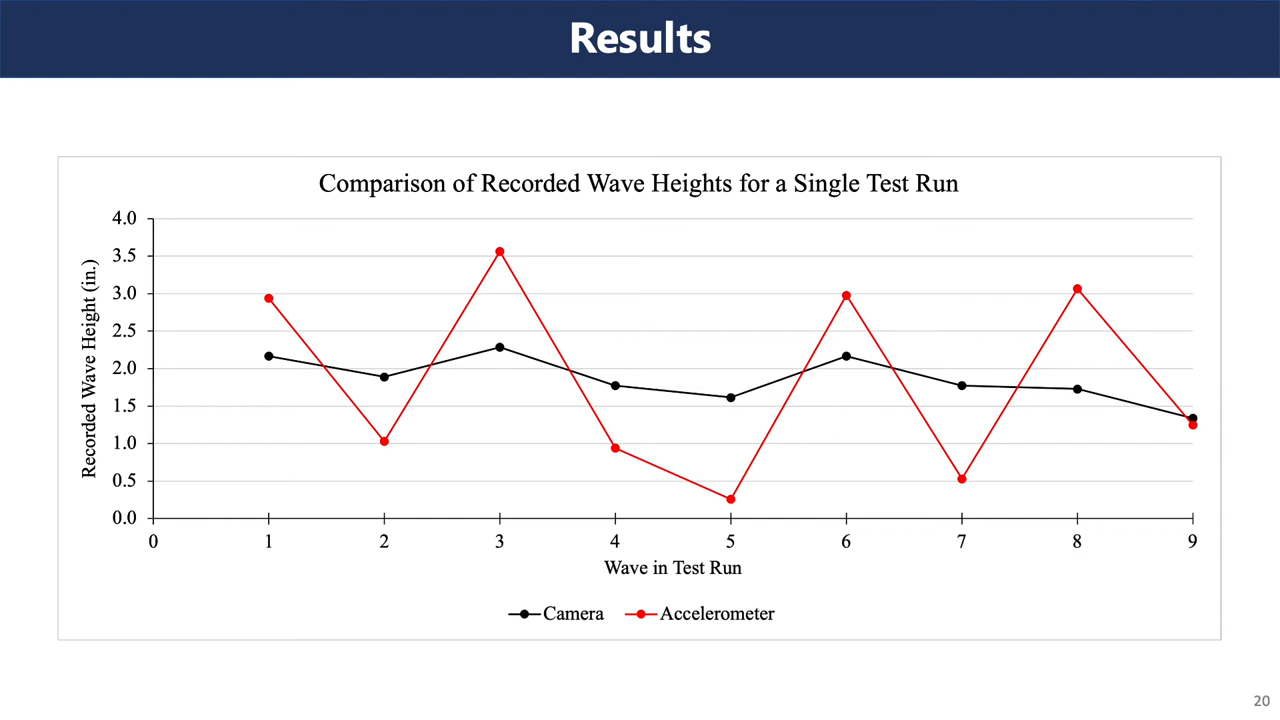 Results
Comparison of Recorded Wave Heights for a Single Test Run
4.0
3.5
3.0
2.5
2.0
1.5
1.0
0.5
0.0
Recorded Wave Height (in.)
0 1 2 3 4 5 6 7 8 9
Wave in Test Run
Camera Accelerometer
20